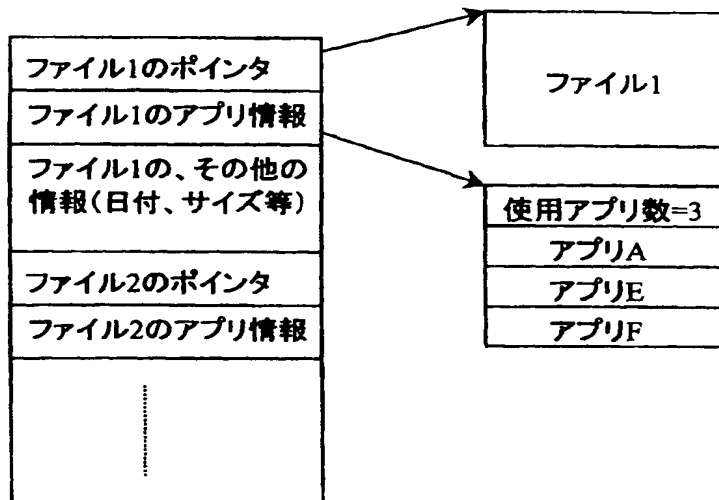 ファイル1のポインタ
ファイル1のアプリ情報
ファイル1の、その他の
情報(日付、サイズ等)
ファイル2のポインタ
ファイル2のアプリ情報
ファイル1
使用アプリ数=3
アプリA
アプリE
アプリF